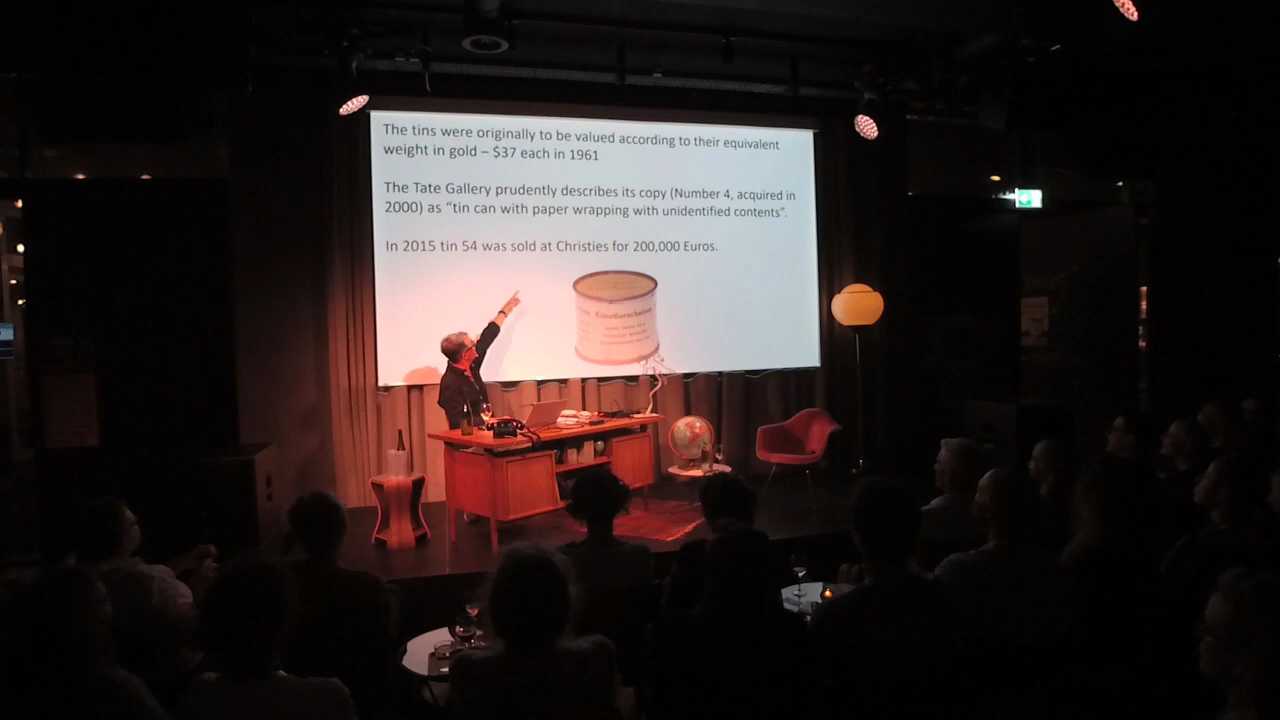 The tins were originally to be valued according to their equivalent
weight in gold – $37 each in 1961
The Tate Gallery prudently describes its copy (Number 4, acquired in
2000) as “tin can with paper wrapping with unidentified contents”.
In 2015 tin 54 was sold at Christies for 200,000 Euros.